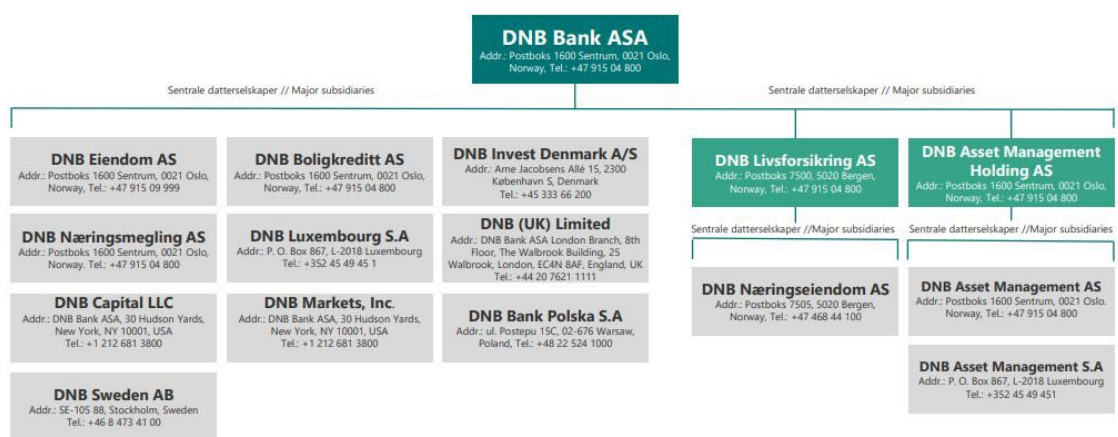 DNB Bank ASA
Addr.: Postboks 1600 Sentrum, 0021 Oslo,
Norway, Tel.: +47 915 04 800
Sentrale datterselskaper // Major subsidiaries
Sentrale datterselskaper // Major subsidiaries
DNB Eiendom AS
Addr.: Postboks 1600 Sentrum, 0021 Oslo,
Norway, Tel.: +47 915 09 999
DNB Boligkreditt AS
Addr.: Postboks 1600 Sentrum, 0021 Oslo,
Norway, Tel.: +47 915 04 800
DNB Invest Denmark A/S
Addr.: Arne Jacobsens Allé 15, 2300
København S, Denmark
Tel.: +45 333 66 200
DNB Livsforsikring AS
Addr.: Postboks 7500, 5020 Bergen,
Norway, Tel.: +47 915 04 800
DNB Asset Management
Holding AS
Addr.: Postboks 1600 Sentrum, 0021 Oslo,
Norway, Tel.: +47 915 04 800
DNB Næringsmegling AS
Addr.: Postboks 1600 Sentrum, 0021 Oslo,
Norway. Tel.: +47 915 04 800
DNB Luxembourg S.A
Addr.: P. O. Box 867, L-2018 Luxembourg
Tel.: +352 45 49 45 1
DNB (UK) Limited
Addr.: DNB Bank ASA London Branch, 8th
Floor, The Walbrook Building, 25
Walbrook, London, EC4N 8AF, England, UK
Tel.: +44 20 7621 1111
Sentrale datterselskaper //Major subsidiaries
Sentrale datterselskaper //Major subsidiaries
DNB Capital LLC
Addr.: DNB Bank ASA, 30 Hudson Yards,
New York, NY 10001, USA
Tel.: +1 212 681 3800
DNB Markets, Inc.
Addr.: DNB Bank ASA, 30 Hudson Yards,
New York, NY 10001, USA
Tel.: +1 212 681 3800
DNB Bank Polska S.A
Addr.: ul. Postepu 15C, 02-676 Warsaw,
Poland, Tel.: +48 22 524 1000
DNB Næringseiendom AS
Addr.: Postboks 7505, 5020 Bergen,
Norway, Tel.: +47 468 44 100
DNB Asset Management AS
Addr.: Postboks 1600 Sentrum, 0021 Oslo.
Norway, Tel.: +47 915 04 800
DNB Sweden AB
Addr.: SE-105 88, Stockholm, Sweden
Tel.: +46 8 473 41 00
DNB Asset Management S.A
Addr.: P. O. Box 867, L-2018 Luxembourg
Tel.: +352 45 49 451